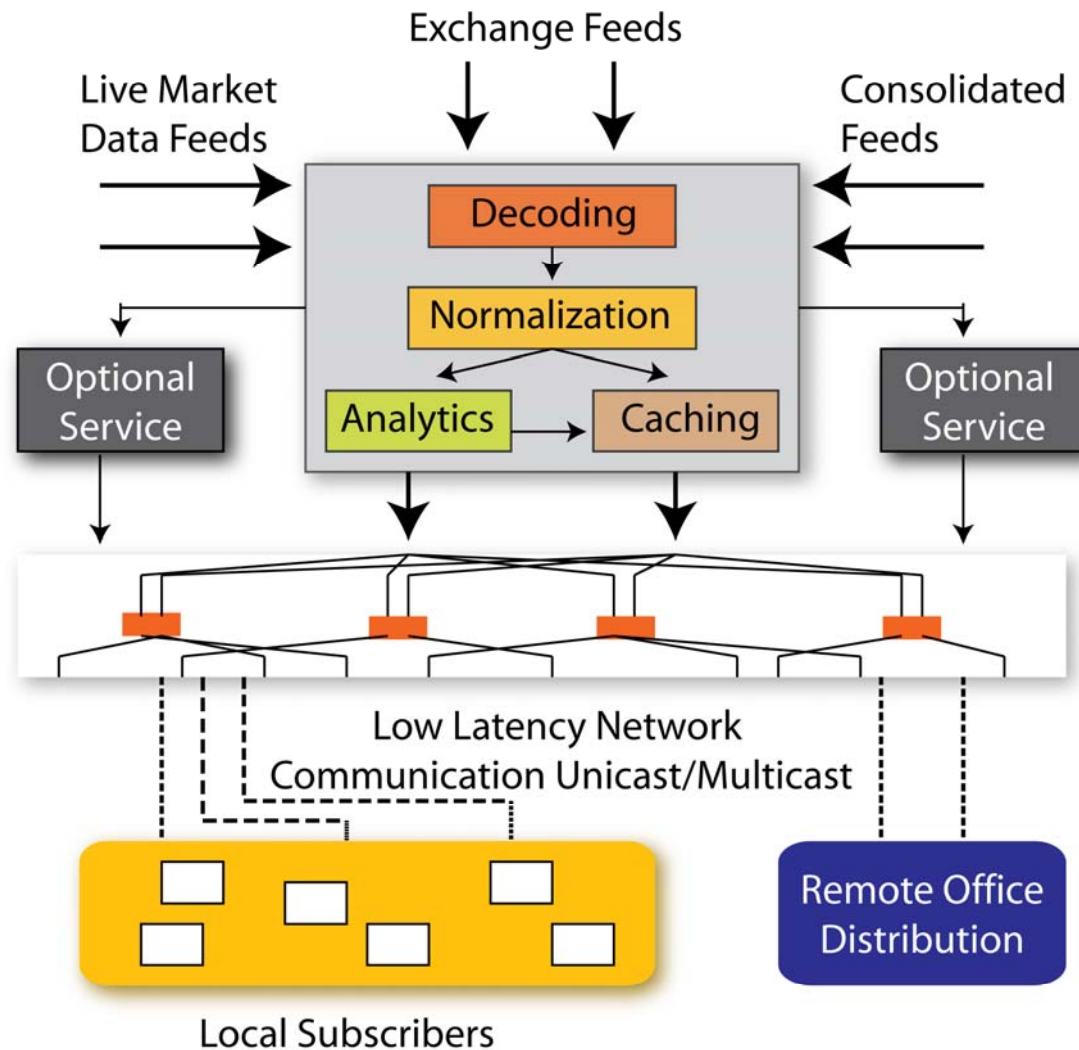 Exchange Feeds
Live Market
Data Feeds
Consolidated
Feeds
Decoding
Normalization
Analytics
Caching
Optional
Service
Optional
Service
Low Latency Network
Communication Unicast/Multicast
Remote Office
Distribution
Local Subscribers